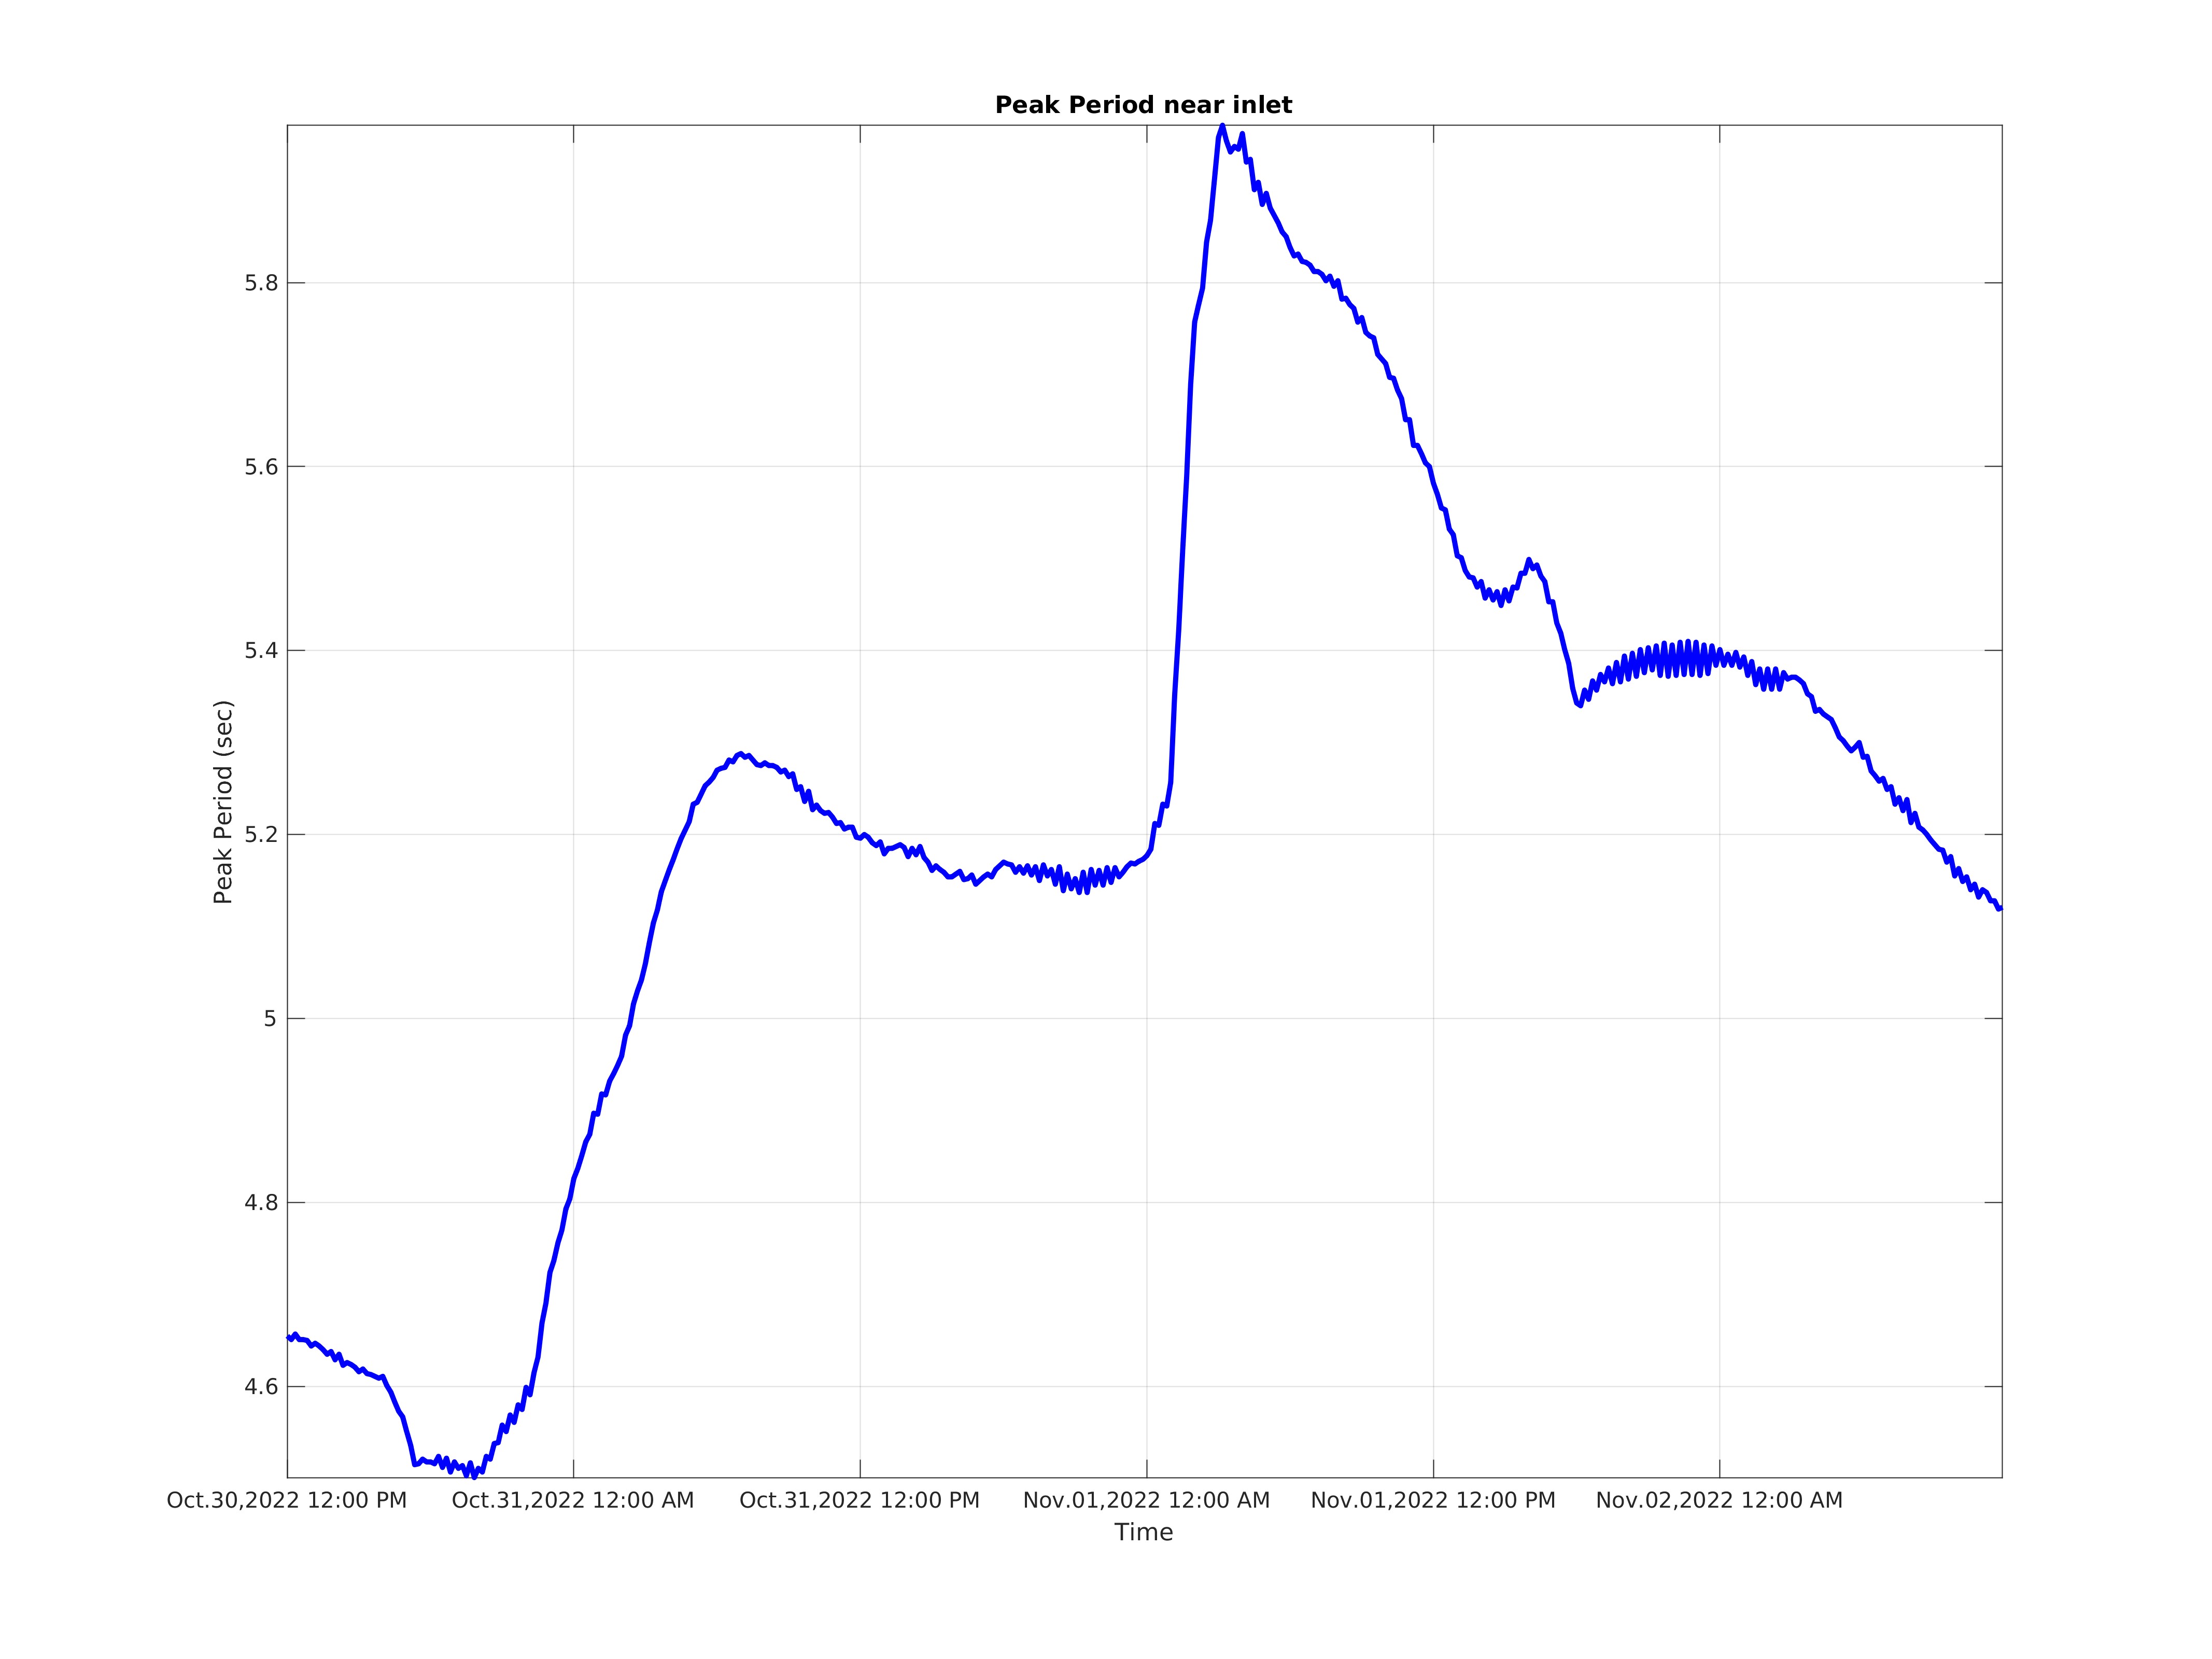 Peak Period near inlet
5.8
5.6
5.4
5.2
5
4.8
4.6
Peak Period (sec)
Oct.30,2022 12:00 PM
Oct.31,2022 12:00 AM
Oct.31,2022 12:00 PM
Nov.01,2022 12:00 AM
Nov.01,2022 12:00 PM
Nov.02,2022 12:00 AM
Time